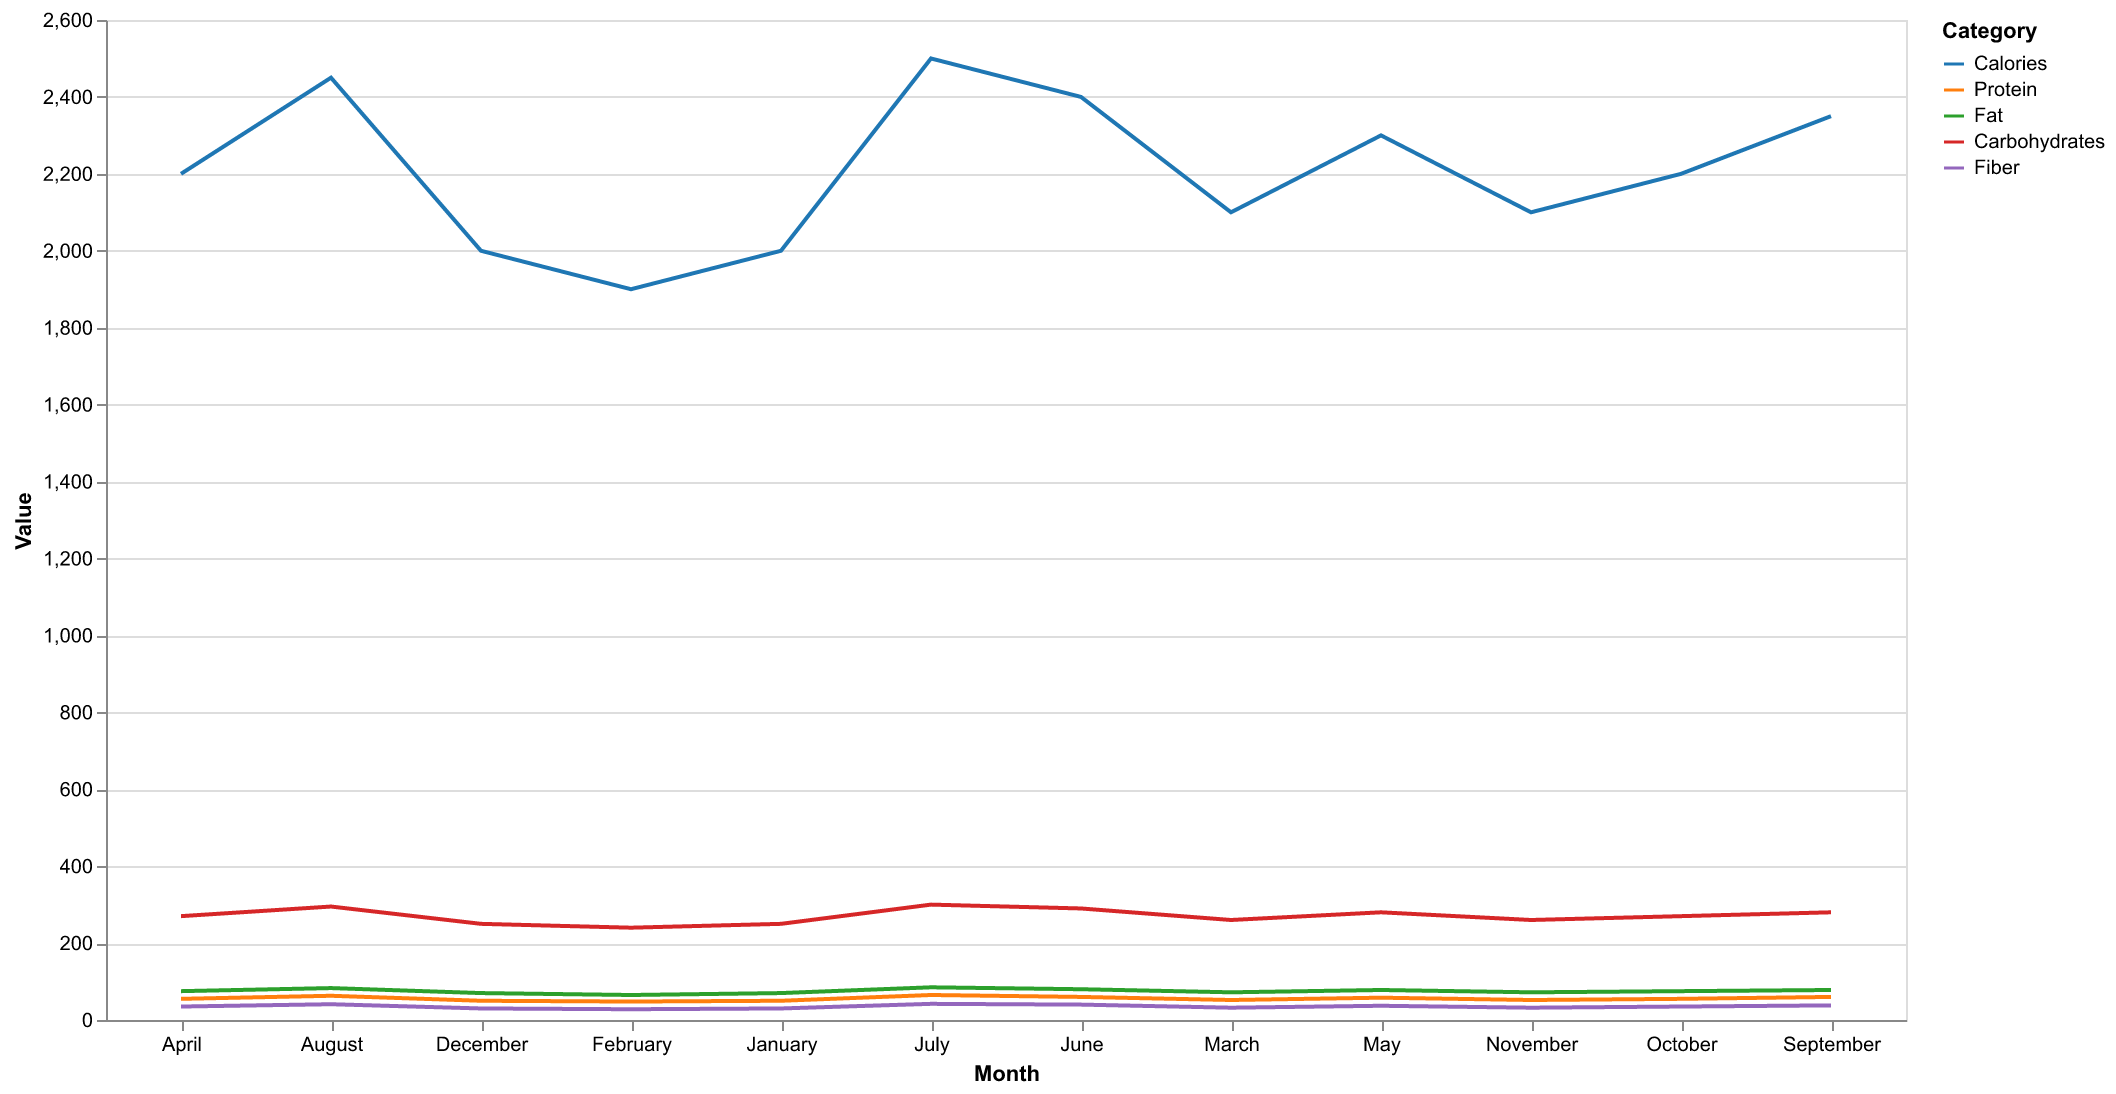 2,600
2,400
2,200
2,000
1,800
1,600
1,400
1,200
1,000
800
600
400
200
0
Value
April August December February January July June March May November October September
Month
Category
Calories
Protein
Fat
Carbohydrates
Fiber